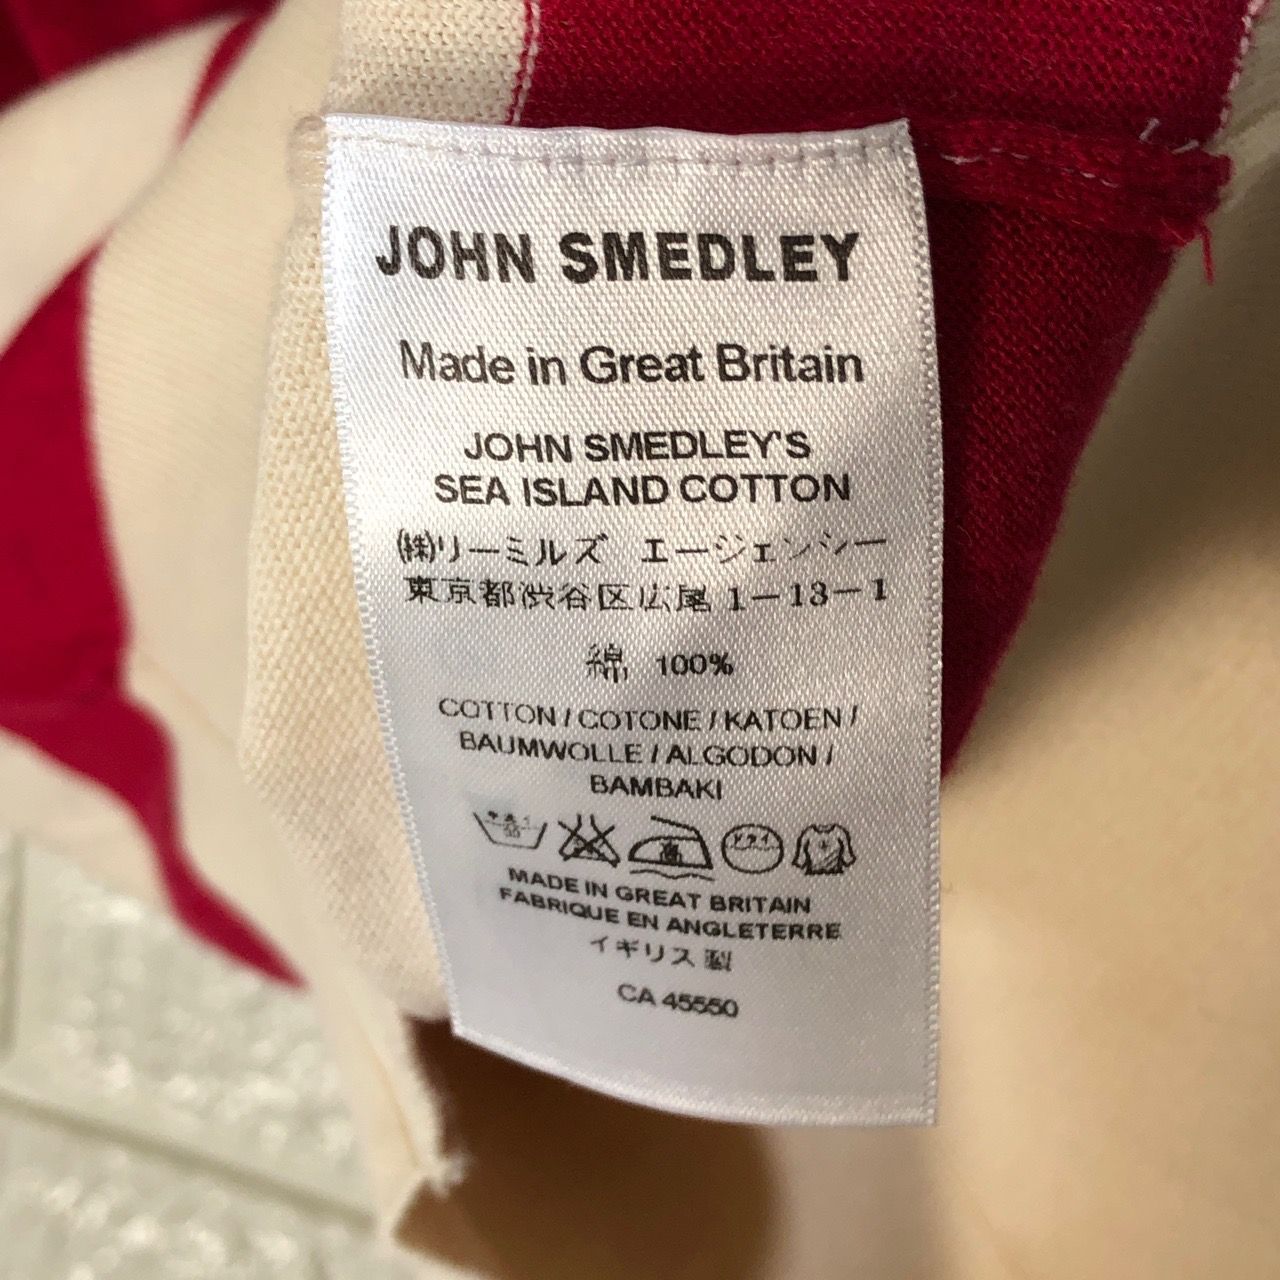 JOHN SMEDLEY
Made in Great Britain
JOHN SMEDLEY'S
SEA ISLAND COTTON
㈱リーミルズ エージェンシー
東京都渋谷区広尾1-13-1
綿 100%
COTTON / COTONE / KATOEN /
BAUMWOLLE / ALGODON /
BAMBAKI
ドライ
MADE IN GREAT BRITAIN
FABRIQUE EN ANGLETERRE
イギリス製
CA 45550